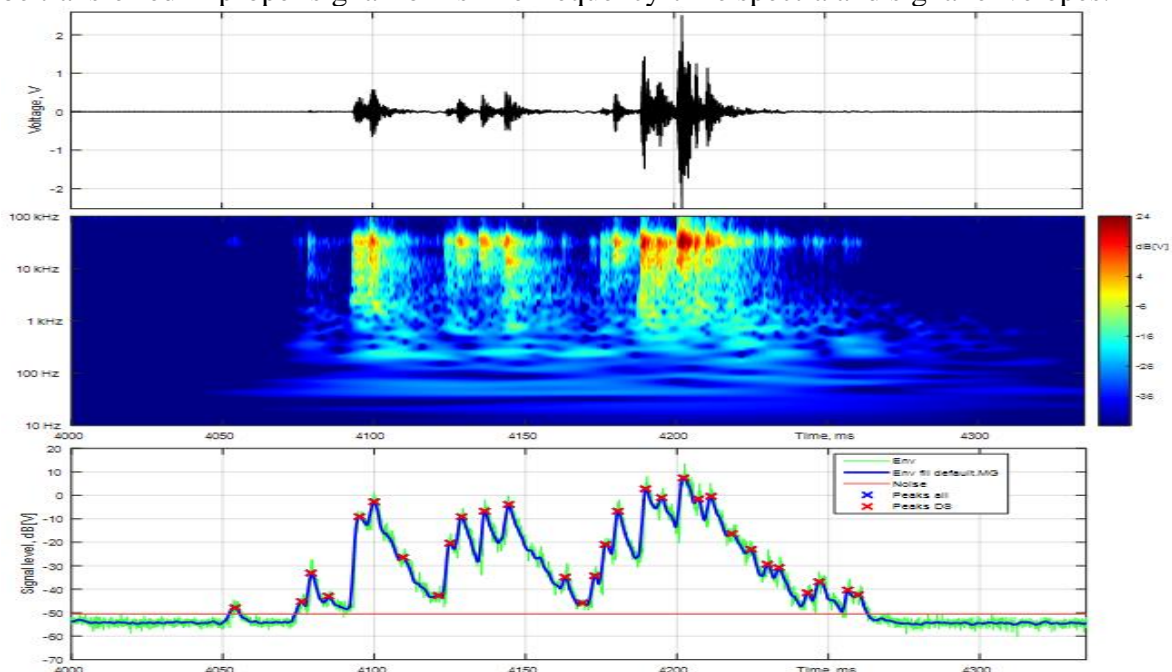 2
1
0
-1
-2
Voltage, V
100 kHz
10 kHz
1 kHz
100 Hz
10 Hz
4000 4050 4100 4150 4200 Time, ms 4300
24
dB[V]
4
-6
-16
-26
-36
20
10
0
-10
-20
-30
-40
-50
-60
-70
Signal level, dB[V]
Env
Env fil default.MG
Noise
Peaks all
Peaks DS
4000 4050 4100 4150 4200 Time, ms 4300